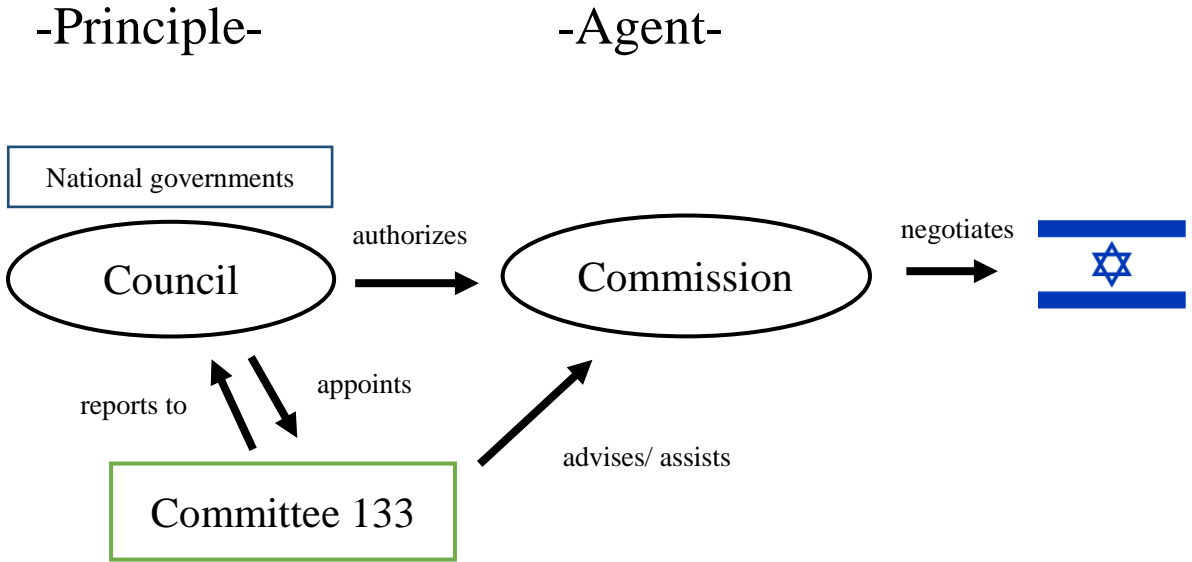 -Principle-
-Agent-
National governments
Council
authorizes
Commission
negotiates
reports to
appoints
advises/ assists
Committee 133